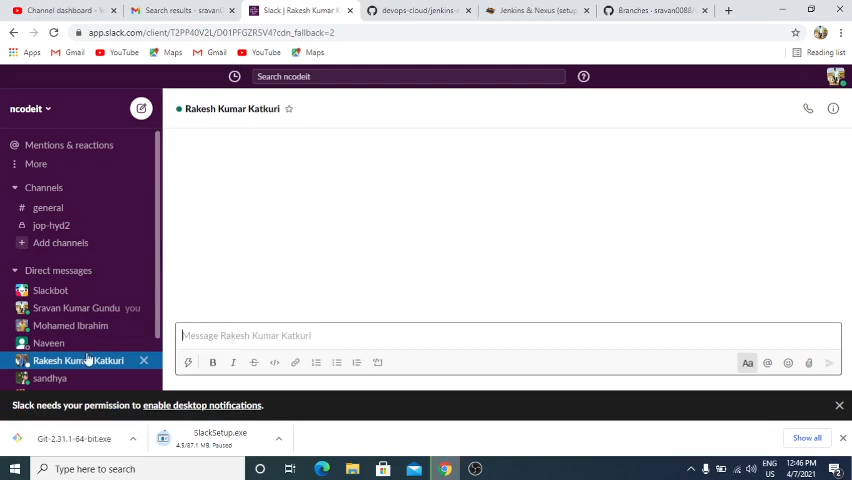 Channel dashboard - Yo
Search results - sravan0
Slack | Rakesh Kumar K
devops-cloud/jenkins-n
Jenkins & Nexus (setup
Branches - sravan0088/
app.slack.com/client/T2PP40V2L/D01PFGZR5V4?cdn_fallback=2
Apps Gmail YouTube Maps Gmail YouTube Maps Reading list
Search ncodeit
ncodeit
Rakesh Kumar Katkuri
Mentions & reactions
More
Channels
# general
jop-hyd2
Add channels
Direct messages
Slackbot
Sravan Kumar Gundu you
Mohamed Ibrahim
Naveen
Rakesh Kumar Katkuri
sandhya
Message Rakesh Kumar Katkuri
B I S </> Aa @
Slack needs your permission to enable desktop notifications.
Git-2.31.1-64-bit.exe
SlackSetup.exe
4.5/87.1 MB, Paused
Show all
Type here to search
ENG
US
12:46 PM
4/7/2021
2